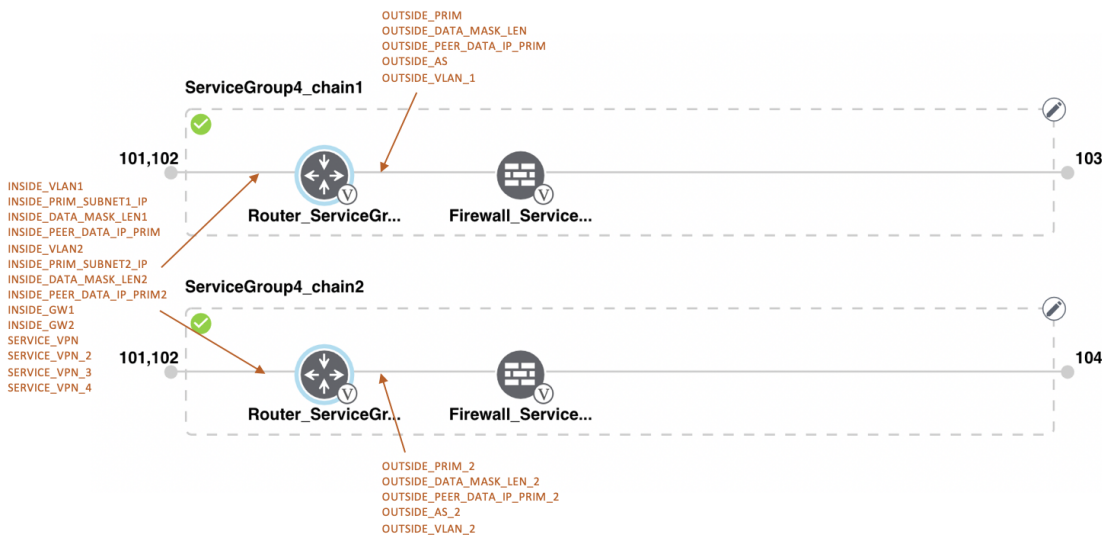 OUTSIDE_PRIM
OUTSIDE_DATA_MASK_LEN
OUTSIDE_PEER_DATA_IP_PRIM
OUTSIDE_AS
OUTSIDE_VLAN_1
ServiceGroup4_chain1
101,102
103
V
V
Router_ServiceGr...
Firewall_Service...
INSIDE_VLAN1
INSIDE_PRIM_SUBNET1_IP
INSIDE_DATA_MASK_LEN1
INSIDE_PEER_DATA_IP_PRIM
INSIDE_VLAN2
INSIDE_PRIM_SUBNET2_IP
INSIDE_DATA_MASK_LEN2
INSIDE_PEER_DATA_IP_PRIM2
INSIDE_GW1
INSIDE_GW2
SERVICE_VPN
SERVICE_VPN_2
SERVICE_VPN_3
SERVICE_VPN_4
ServiceGroup4_chain2
101,102
104
V
V
Router_ServiceGr...
Firewall_Service...
OUTSIDE_PRIM_2
OUTSIDE_DATA_MASK_LEN_2
OUTSIDE_PEER_DATA_IP_PRIM_2
OUTSIDE_AS_2
OUTSIDE_VLAN_2